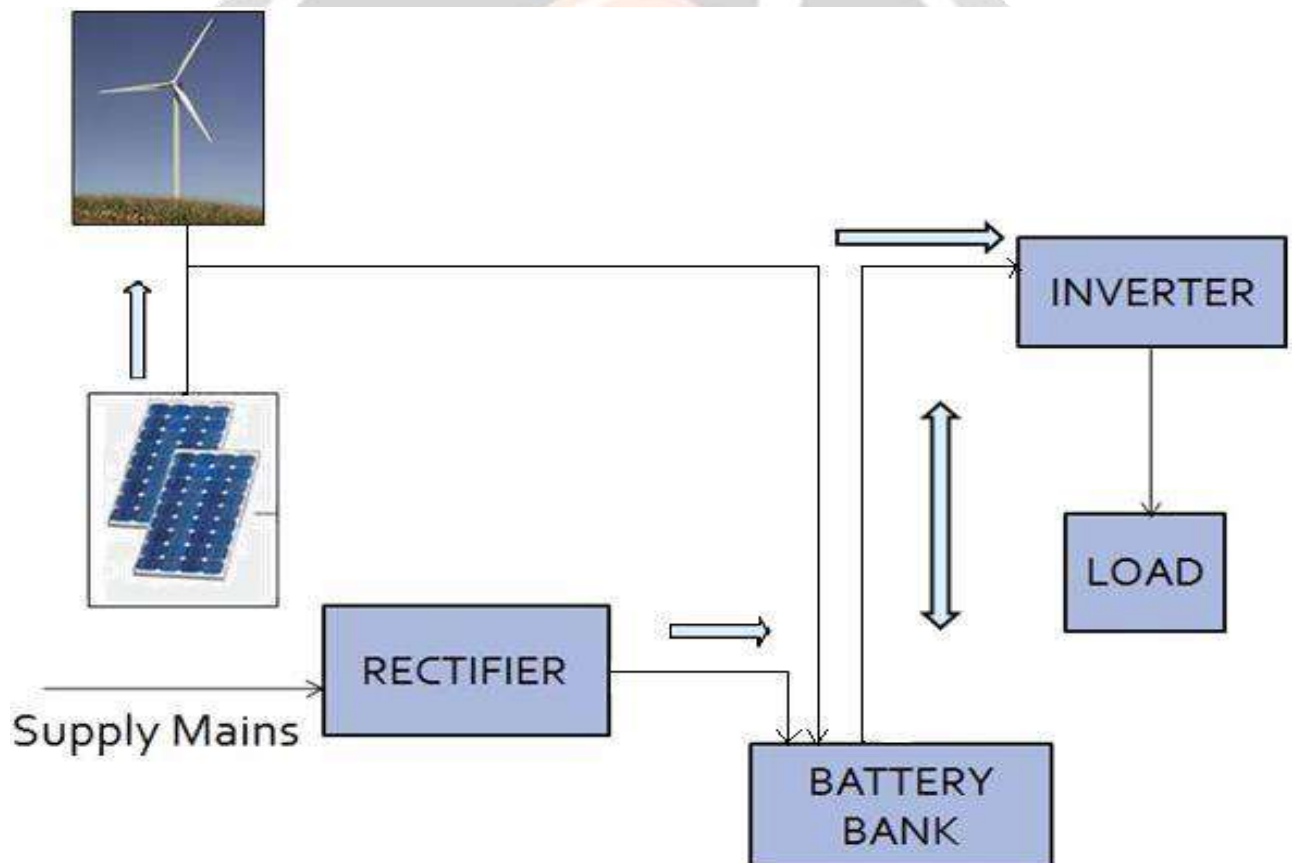 INVERTER
LOAD
RECTIFIER
Supply Mains
BATTERY
BANK